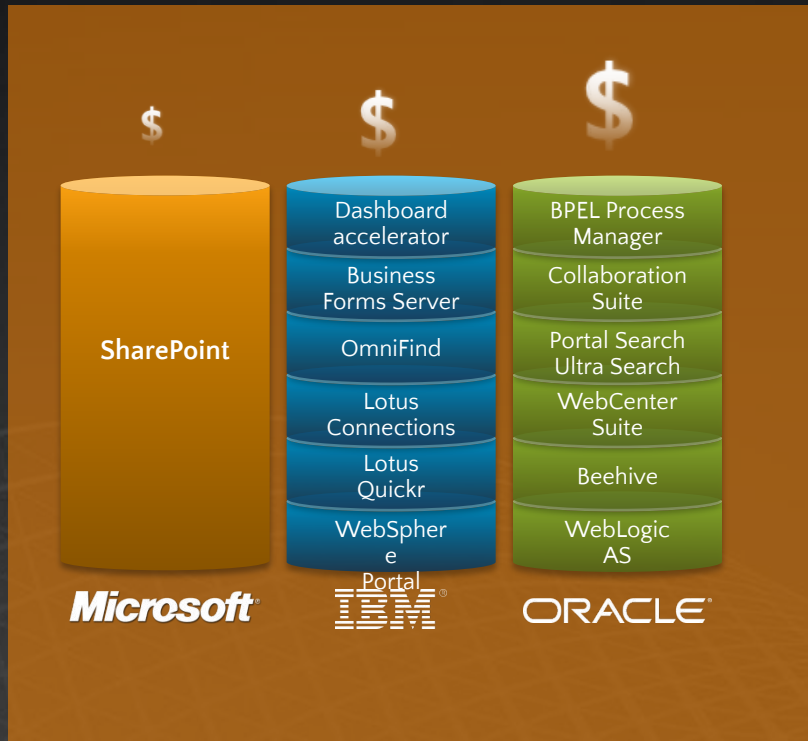 $
$
$
SharePoint
Microsoft®
Dashboard
accelerator
Business
Forms Server
OmniFind
Lotus
Connections
Lotus
Quickr
WebSpher
e
Portal
IBM®
BPEL Process
Manager
Collaboration
Suite
Portal Search
Ultra Search
WebCenter
Suite
Beehive
WebLogic
AS
ORACLE®